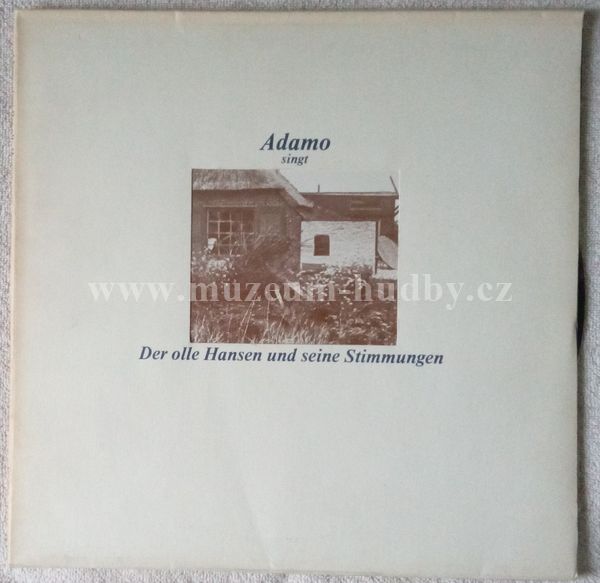 Adamo
singt
www.muzeum-hudby.cz
Der olle Hansen und seine Stimmungen